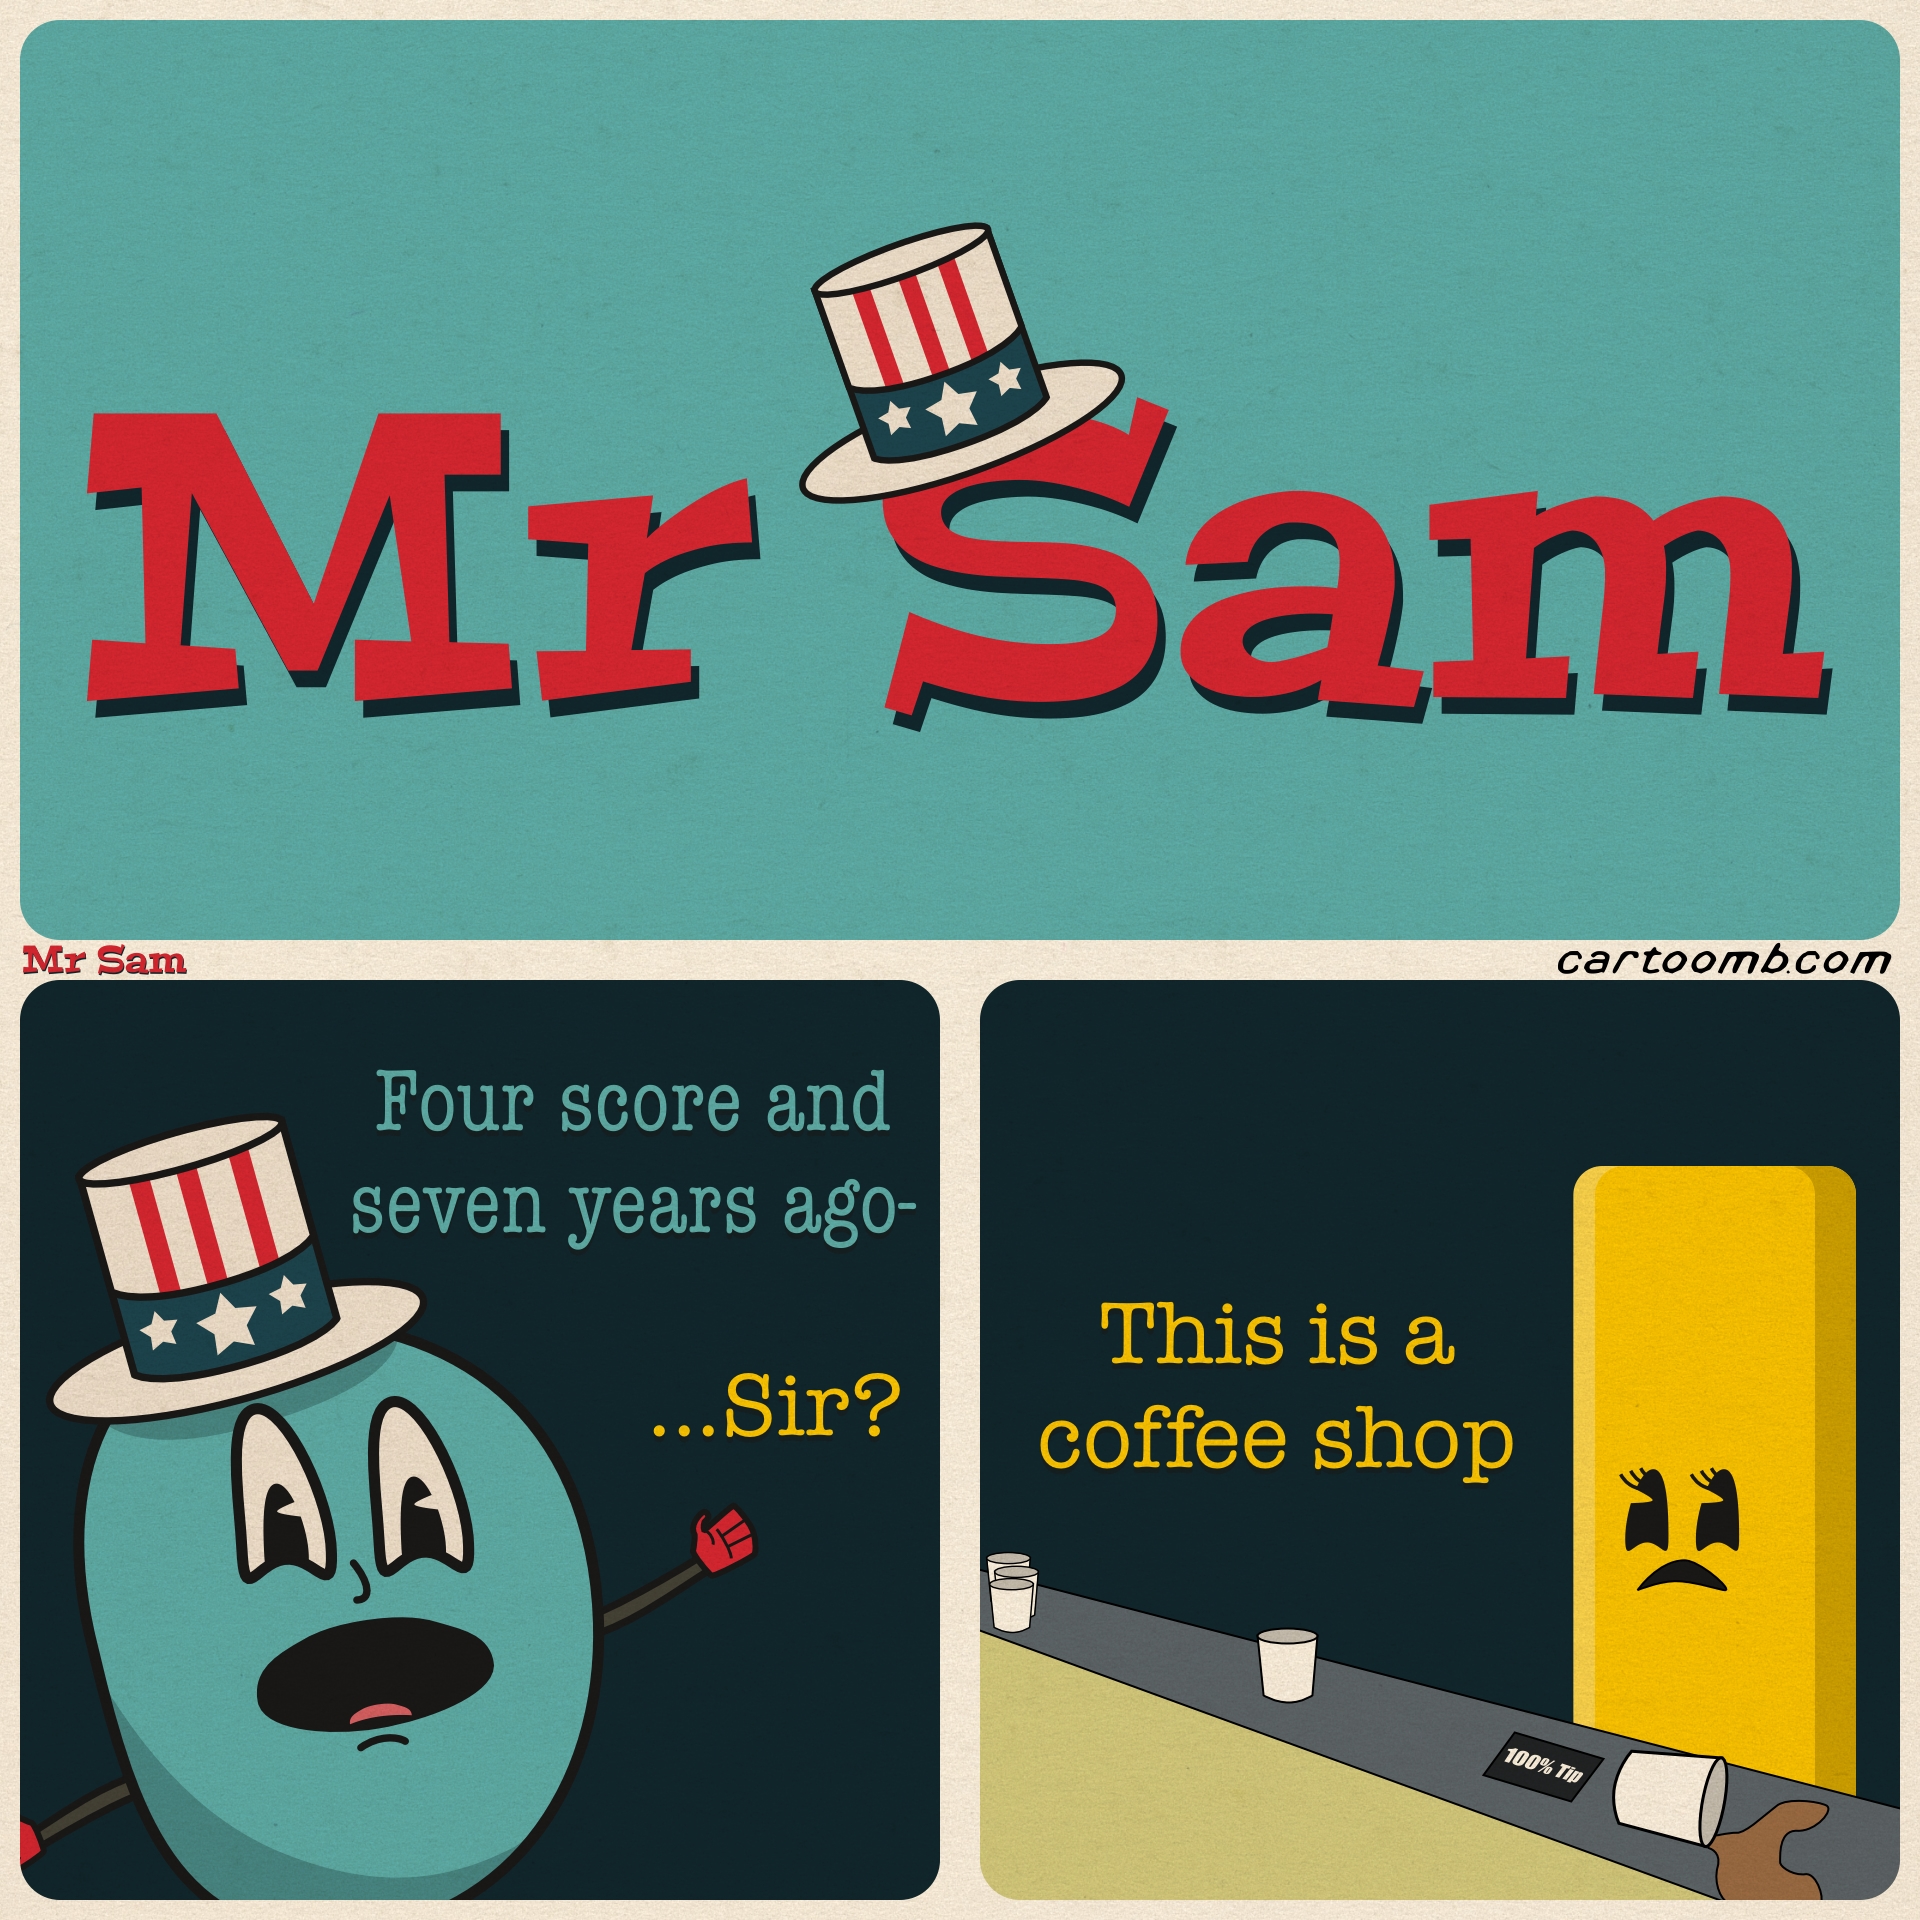 Mr Sam
Mr Sam
cartoomb.com
Four score and
seven years ago-
...Sir?
This is a
coffee shop
100% Tip